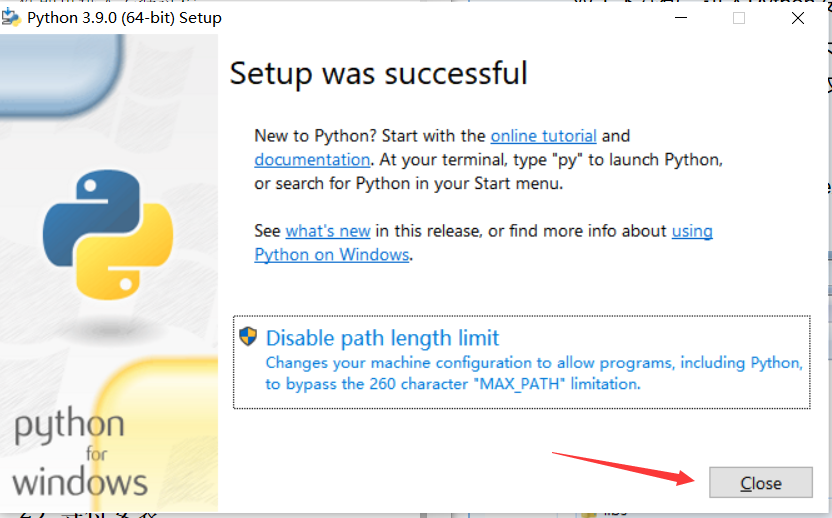 Python 3.9.0 (64-bit) Setup
Setup was successful
New to Python? Start with the online tutorial and
documentation. At your terminal, type "py" to launch Python,
or search for Python in your Start menu.
See what's new in this release, or find more info about using
Python on Windows.
Disable path length limit
Changes your machine configuration to allow programs, including Python,
to bypass the 260 character "MAX_PATH" limitation.
python
for
windows
Close